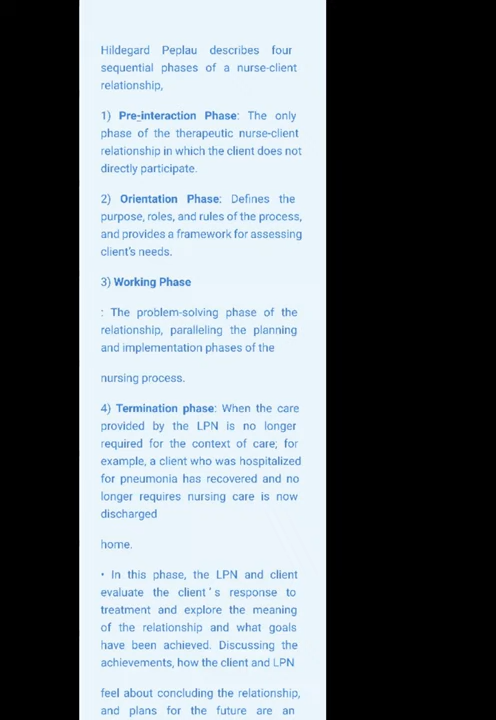 Hildegard Peplau describes four
sequential phases of a nurse-client
relationship,
1) Pre-interaction Phase: The only
phase of the therapeutic nurse-client
relationship in which the client does not
directly participate.
2) Orientation Phase: Defines the
purpose, roles, and rules of the process,
and provides a framework for assessing
client's needs.
3) Working Phase
: The problem-solving phase of the
relationship, paralleling the planning
and implementation phases of the
nursing process.
4) Termination phase: When the care
provided by the LPN is no longer
required for the context of care; for
example, a client who was hospitalized
for pneumonia has recovered and no
longer requires nursing care is now
discharged
home.
• In this phase, the LPN and client
evaluate the client's response to
treatment and explore the meaning
of the relationship and what goals
have been achieved. Discussing the
achievements, how the client and LPN
feel about concluding the relationship,
and plans for the future are an